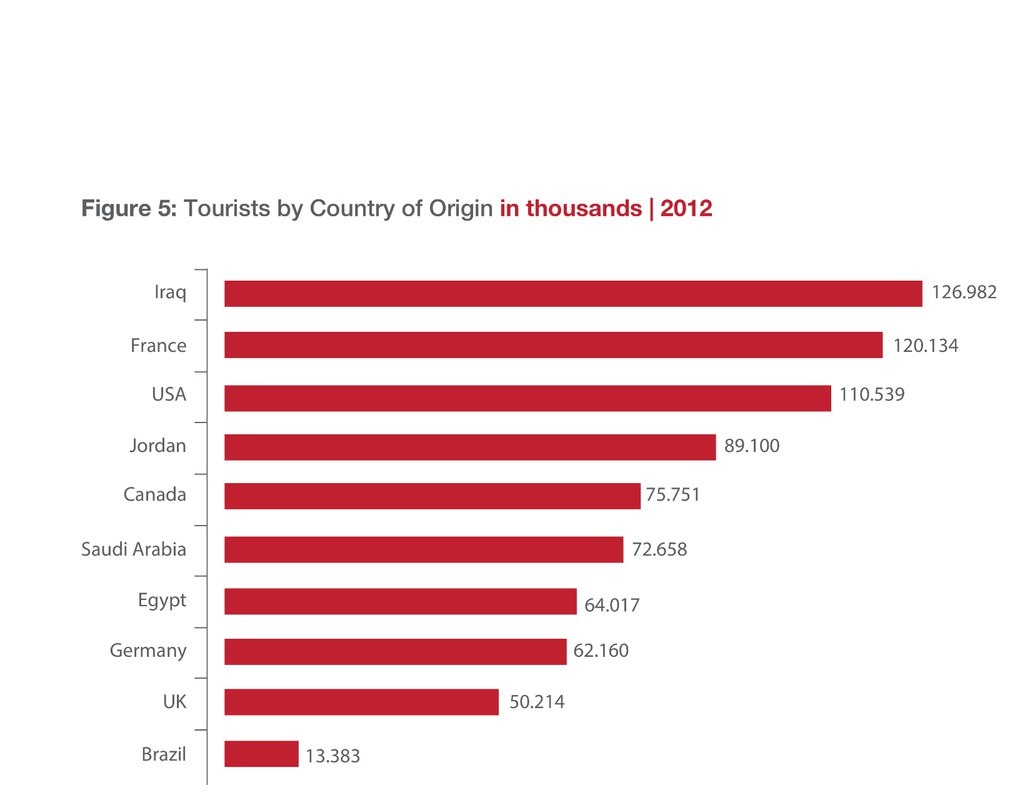 Figure 5: Tourists by Country of Origin in thousands | 2012
Iraq 126.982
France 120.134
USA 110.539
Jordan 89.100
Canada 75.751
Saudi Arabia 72.658
Egypt 64.017
Germany 62.160
UK 50.214
Brazil 13.383